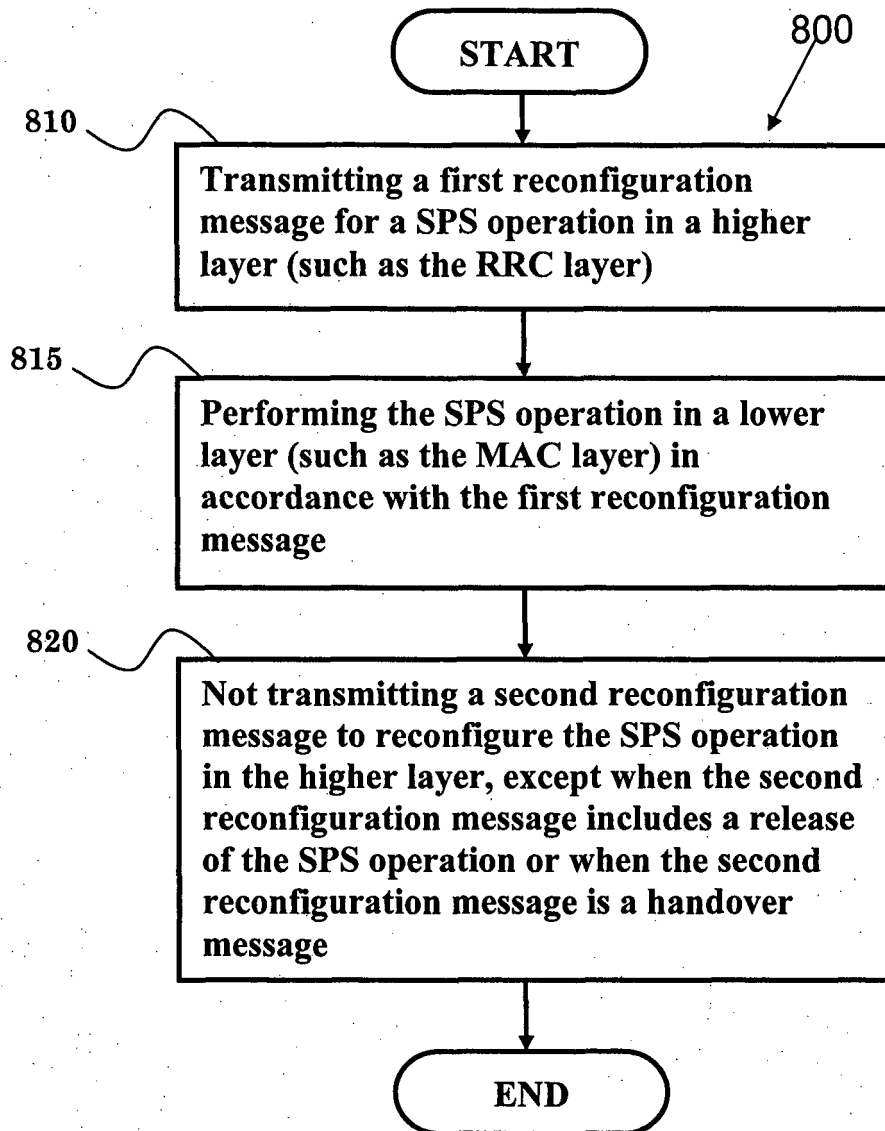 START
800
810
Transmitting a first reconfiguration
message for a SPS operation in a higher
layer (such as the RRC layer)
815
Performing the SPS operation in a lower
layer (such as the MAC layer) in
accordance with the first reconfiguration
message
820
Not transmitting a second reconfiguration
message to reconfigure the SPS operation
in the higher layer, except when the second
reconfiguration message includes a release
of the SPS operation or when the second
reconfiguration message is a handover
message
END